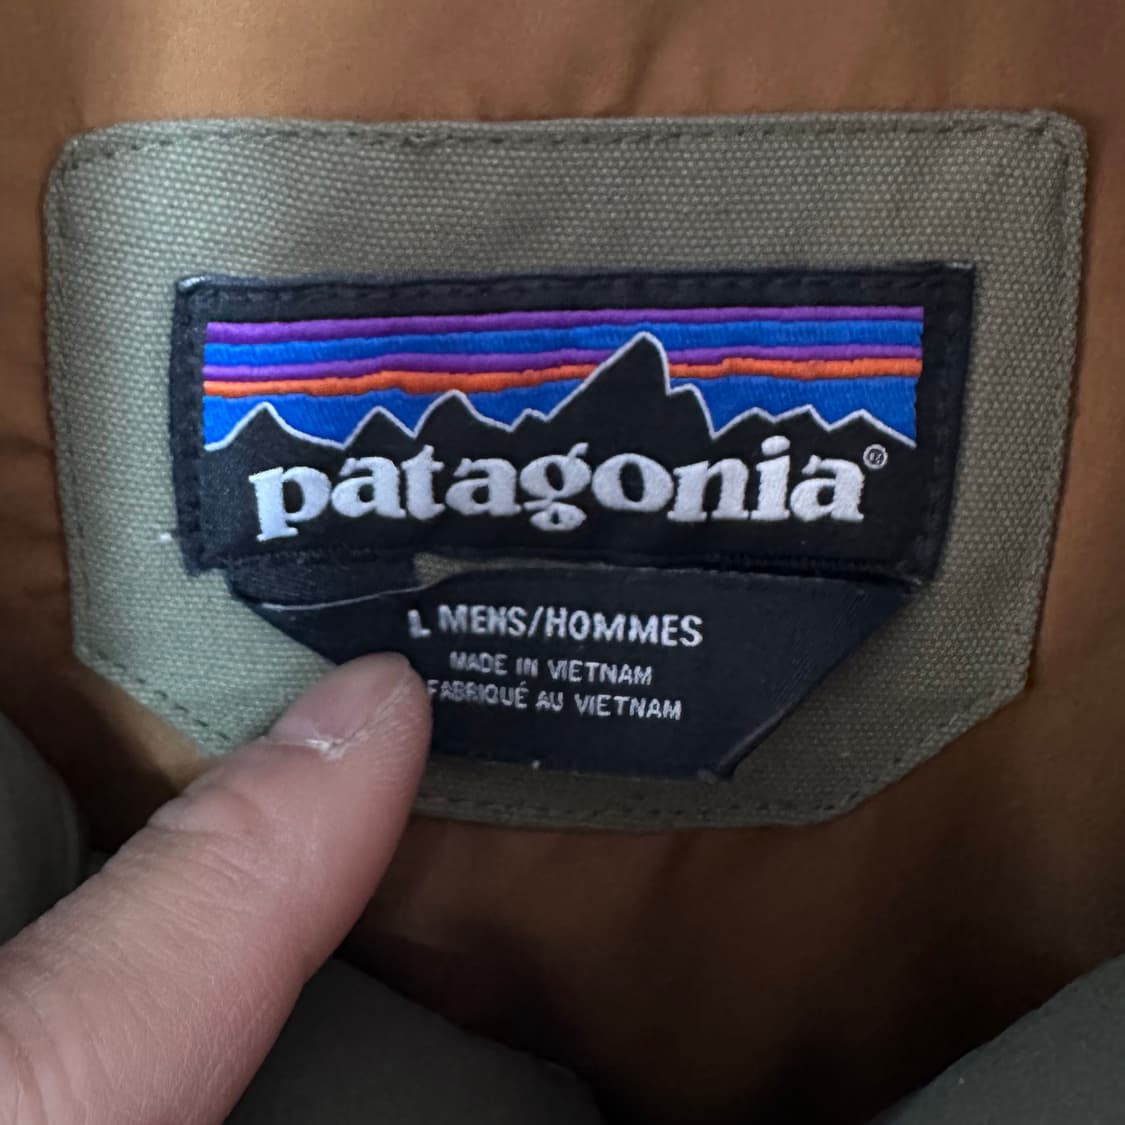 patagonia®
L MENS/HOMMES
MADE IN VIETNAM
FABRIQUÉ AU VIETNAM